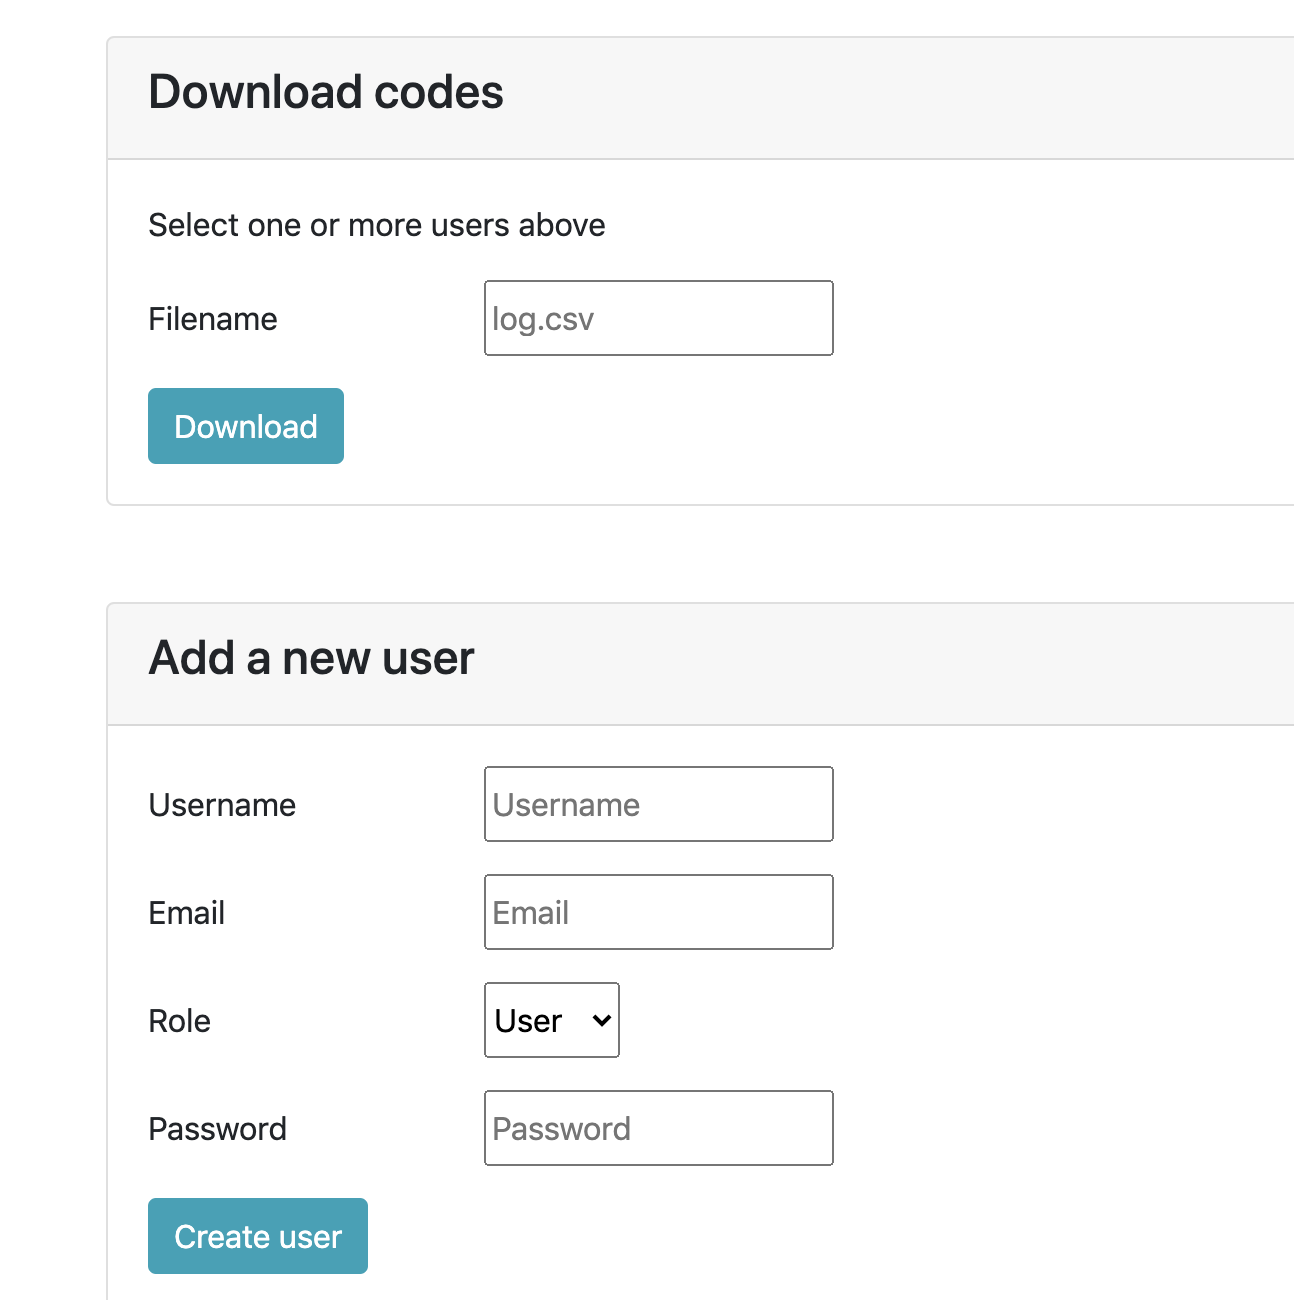 Download codes
Select one or more users above
Filename
log.csv
Download
Add a new user
Username
Username
Email
Email
Role
User
Password
Password
Create user